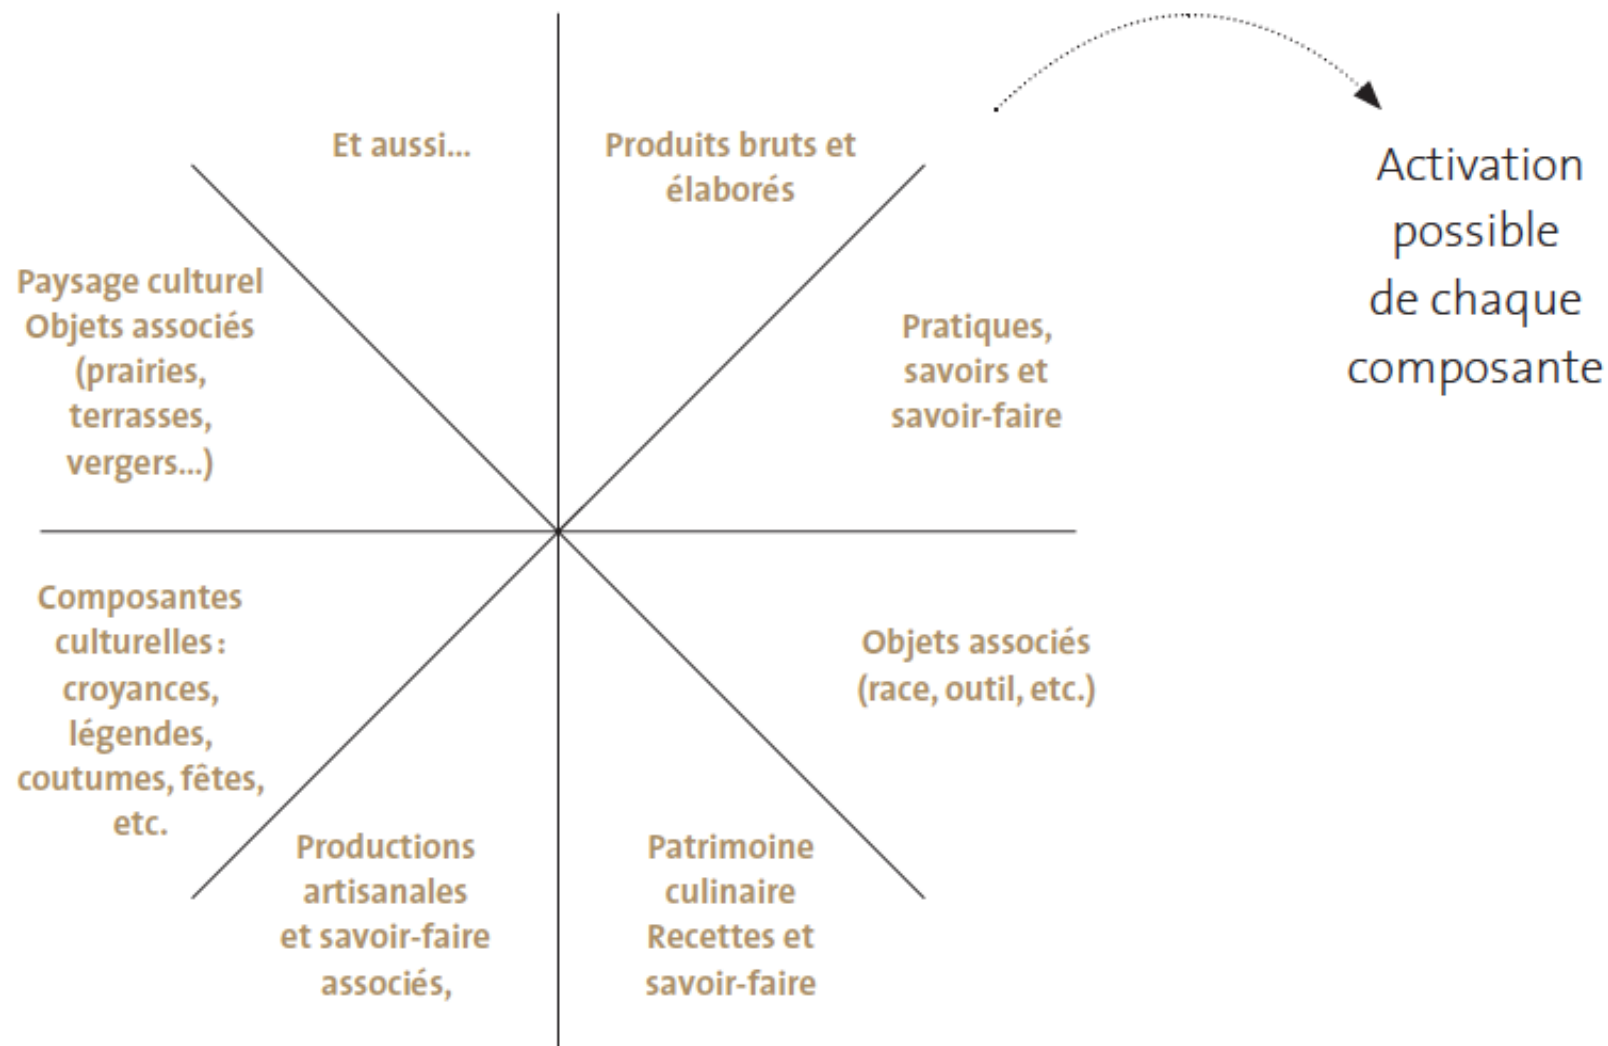 Et aussi...
Produits bruts et
élaborés
Activation
possible
de chaque
composante
Paysage culturel
Objets associés
(prairies,
terrasses,
vergers...)
Pratiques,
savoirs et
savoir-faire
Composantes
culturelles :
croyances,
légendes,
coutumes, fêtes,
etc.
Objets associés
(race, outil, etc.)
Productions
artisanales
et savoir-faire
associés,
Patrimoine
culinaire
Recettes et
savoir-faire